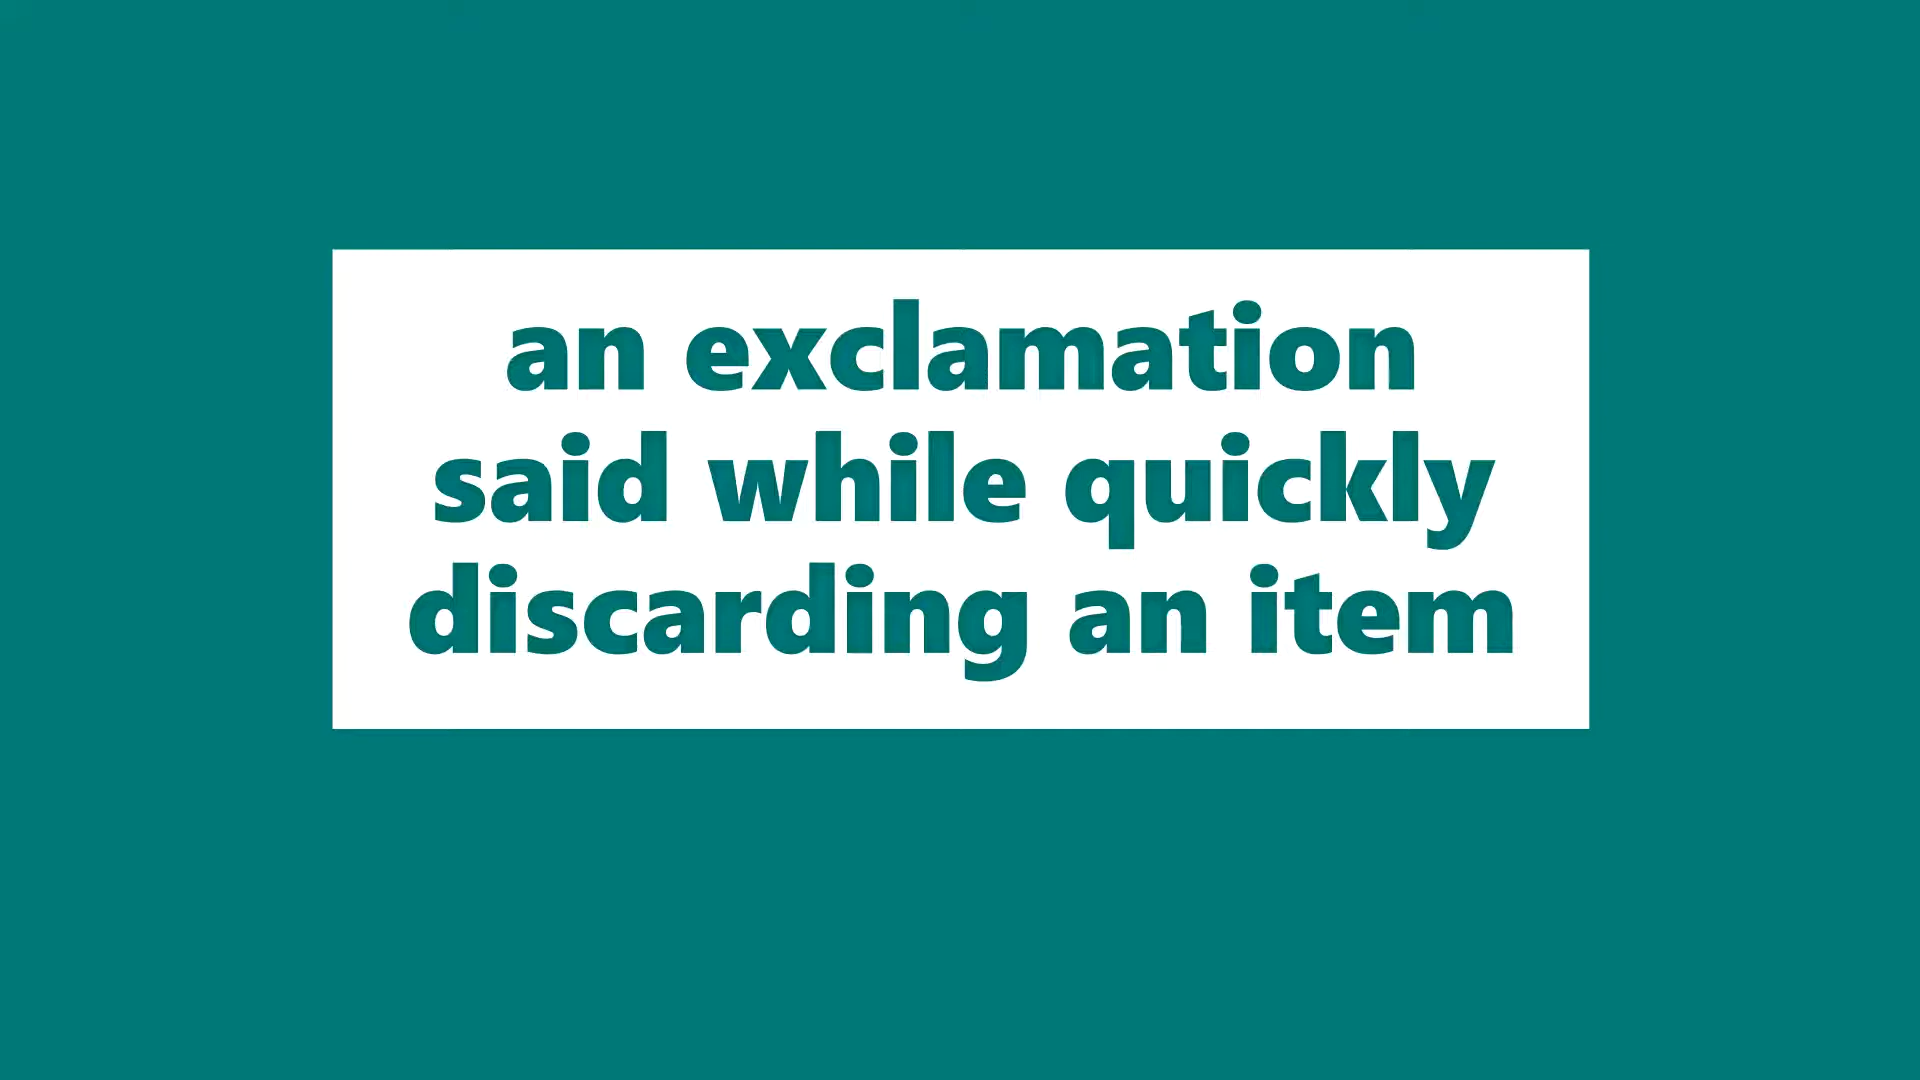 an exclamation
said while quickly
discarding an item